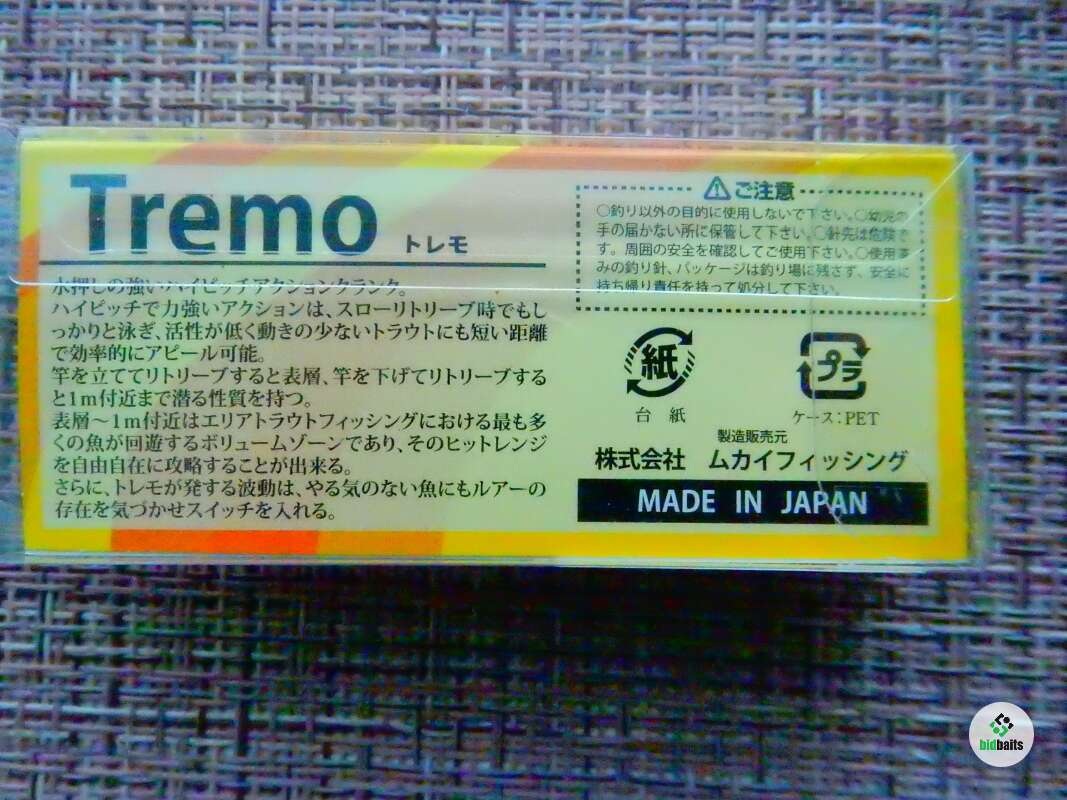 Tremo トレモ
水押しの強いハイピッチアクションクランク。
ハイピッチで力強いアクションは、スローリトリーブ時でもし
っかりと泳ぎ、活性が低く動きの少ないトラウトにも短い距離
で効率的にアピール可能。
竿を立ててリトリーブすると表層、竿を下げてリトリーブする
と1m付近まで潜る性質を持つ。
表層～1m付近はエリアトラウトフィッシングにおける最も多
くの魚が回遊するボリュームゾーンであり、そのヒットレンジ
を自由自在に攻略することが出来る。
さらに、トレモが発する波動は、やる気のない魚にもルアーの
存在を気づかせスイッチを入れる。
ご注意
○釣り以外の目的に使用しないで下さい。○幼児の
手の届かない所に保管して下さい。○針先は危険で
す。周囲の安全を確認してご使用下さい。○使用済
みの釣り針、パッケージは釣り場に残さず、安全に
持ち帰り責任を持って処分して下さい。
紙
台紙
プラ
ケース:PET
製造販売元
株式会社 ムカイフィッシング
MADE IN JAPAN
bidbaits